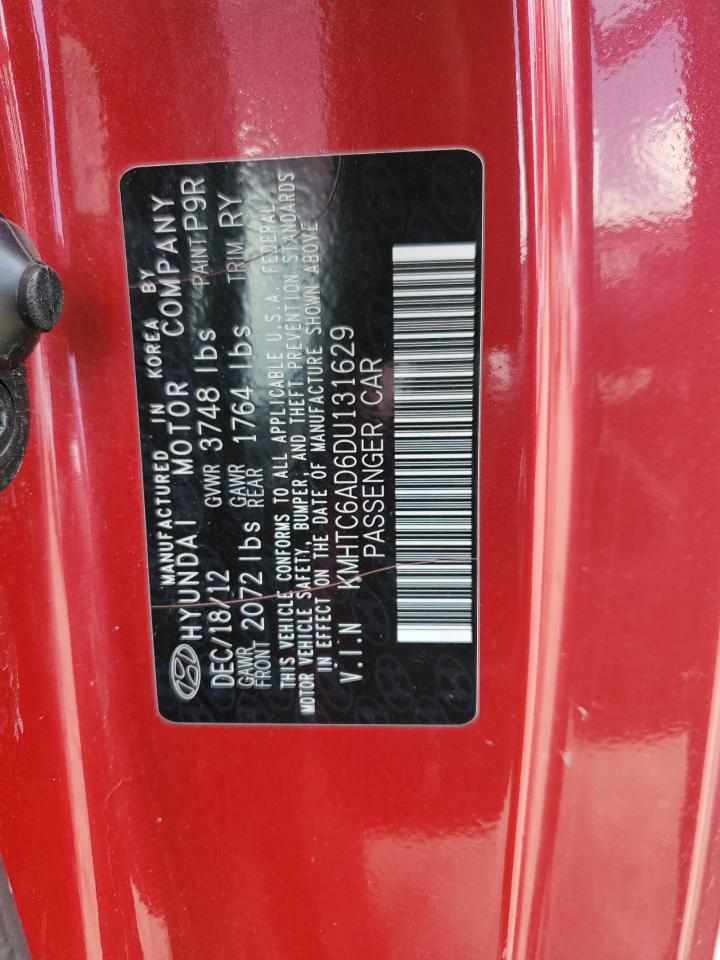 MANUFACTURED IN KOREA BY
HYUNDAI MOTOR COMPANY
DEC/18/12 GVWR 3748 lbs PAINT P9R
GAWR FRONT 2072 lbs GAWR REAR 1764 lbs TRIM RY
THIS VEHICLE CONFORMS TO ALL APPLICABLE U.S.A. FEDERAL
MOTOR VEHICLE SAFETY, BUMPER, AND THEFT PREVENTION STANDARDS
IN EFFECT ON THE DATE OF MANUFACTURE SHOWN ABOVE
V.I.N KMHTC6AD6DU131629
PASSENGER CAR